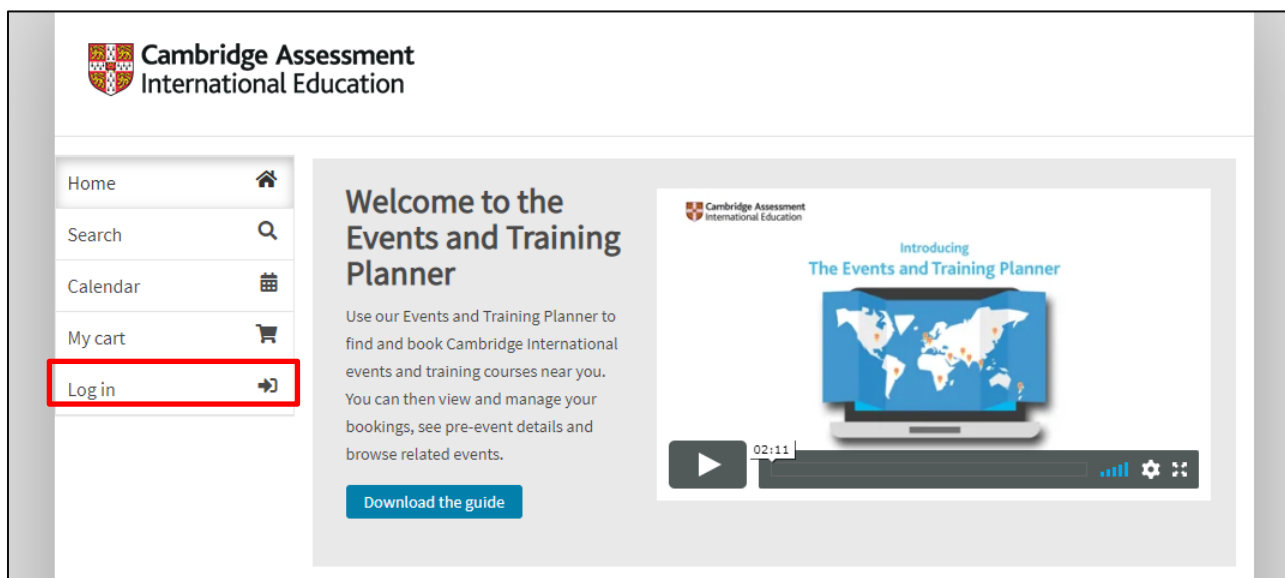 Cambridge Assessment
International Education
Home
Search
Calendar
My cart
Log in
Welcome to the
Events and Training
Planner
Use our Events and Training Planner to
find and book Cambridge International
events and training courses near you.
You can then view and manage your
bookings, see pre-event details and
browse related events.
Download the guide
Cambridge Assessment
International Education
Introducing
The Events and Training Planner
02:11